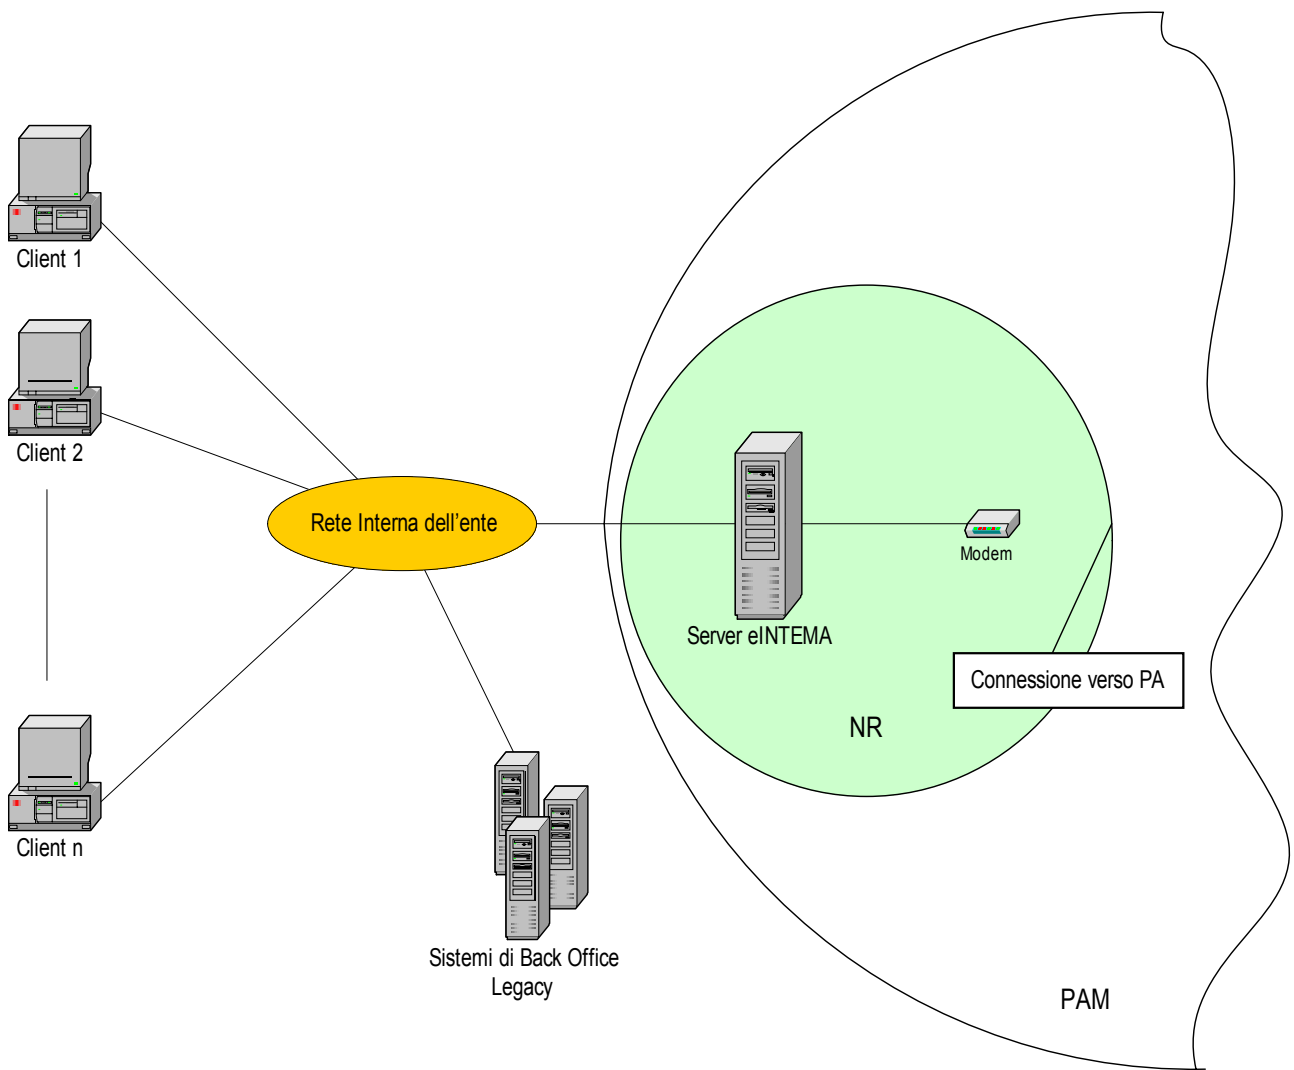 Client 1
Client 2
Rete Interna dell'ente
Modem
Server eINTEMA
Connessione verso PA
NR
Client n
Sistemi di Back Office
Legacy
PAM